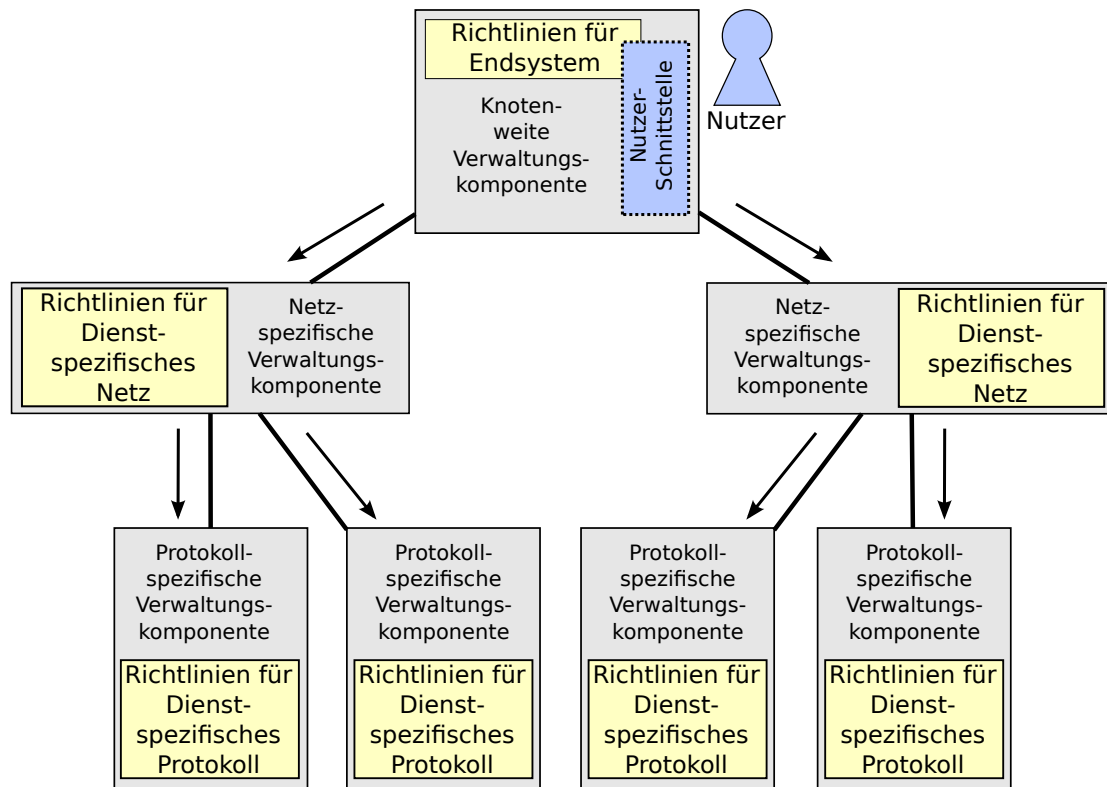 Richtlinien für
Endsystem
Knoten-
weite
Verwaltungs-
komponente
Nutzer-
Schnittstelle
Nutzer
Richtlinien für
Dienst-
spezifisches
Netz
Netz-
spezifische
Verwaltungs-
komponente
Netz-
spezifische
Verwaltungs-
komponente
Richtlinien für
Dienst-
spezifisches
Netz
Protokoll-
spezifische
Verwaltungs-
komponente
Richtlinien für
Dienst-
spezifisches
Protokoll
Protokoll-
spezifische
Verwaltungs-
komponente
Richtlinien für
Dienst-
spezifisches
Protokoll
Protokoll-
spezifische
Verwaltungs-
komponente
Richtlinien für
Dienst-
spezifisches
Protokoll
Protokoll-
spezifische
Verwaltungs-
komponente
Richtlinien für
Dienst-
spezifisches
Protokoll